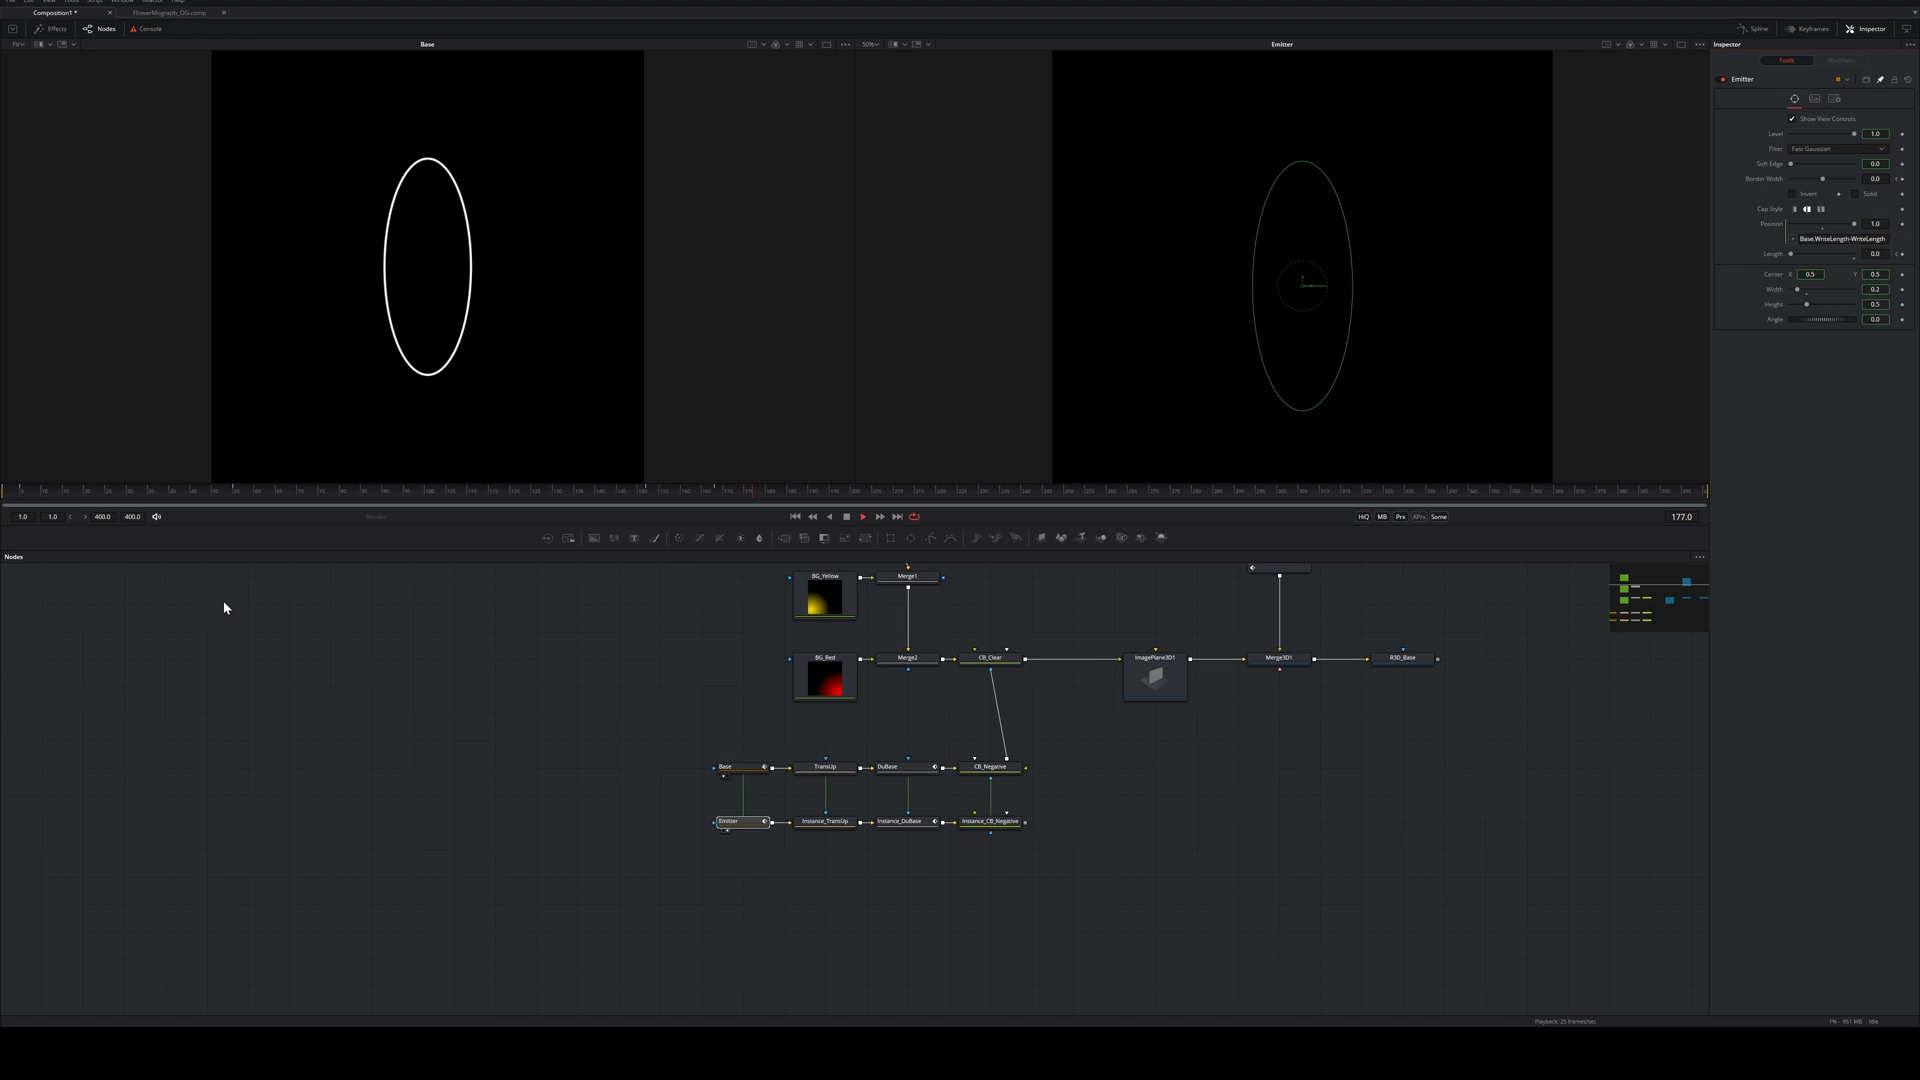 Composition1 *
FlowerMograph_OG.comp
Effects
Nodes
Console
Spline
Keyframes
Inspector
Fit
Base
50%
Emitter
Inspector
Tools
Modifiers
Emitter
Show View Controls
Level 1.0
Filter Fast Gaussian
Soft Edge 0.0
Border Width 0.0
Invert Solid
Cap Style
Position 1.0
Base.WriteLength-WriteLength
Length 0.0
Center X 0.5 Y 0.5
Width 0.2
Height 0.5
Angle 0.0
1.0 1.0 < > 400.0 400.0
Render
HiQ MB Prx APrx Some
177.0
Nodes
BG_Yellow
Merge1
BG_Red
Merge2
CB_Clear
ImagePlane3D1
Merge3D1
R3D_Base
Base
TransUp
DuBase
CB_Negative
Emitter
Instance_TransUp
Instance_DuBase
Instance_CB_Negative
Playback: 25 frames/sec
1% - 951 MB Idle